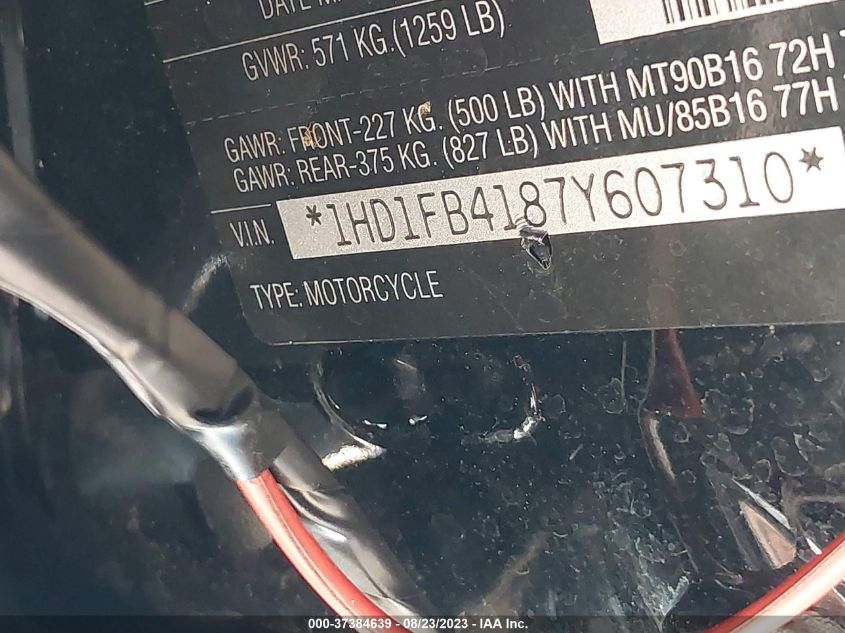 DATE
GVWR: 571 KG.(1259 LB)
GAWR: FRONT-227 KG. (500 LB) WITH MT90B16 72H
GAWR: REAR-375 KG. (827 LB) WITH MU/85B16 77H
V.I.N. *1HD1FB4187Y607310*
TYPE: MOTORCYCLE
000-37384639 - 08/23/2023 - IAA Inc.